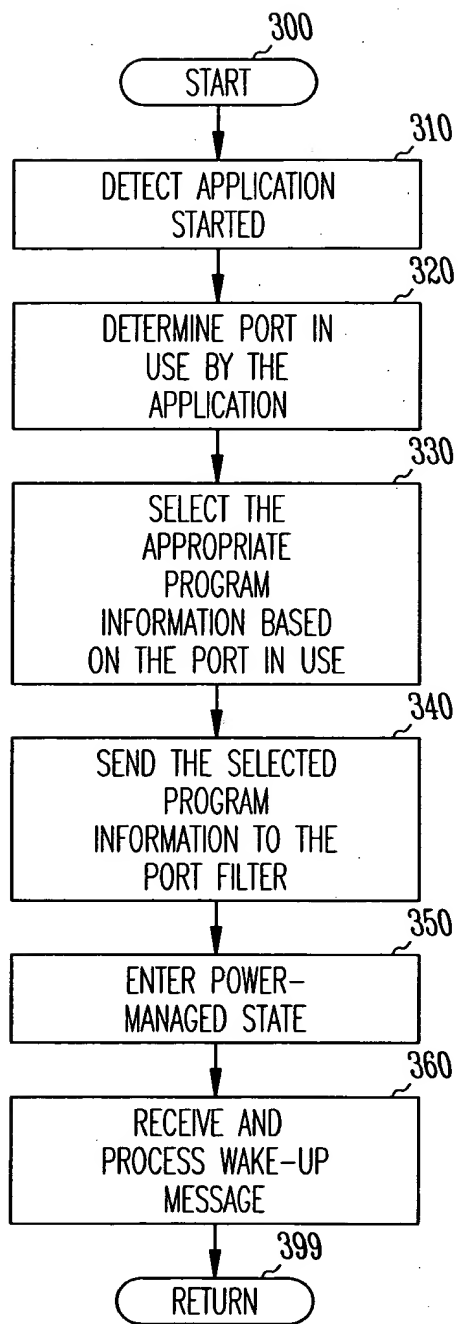 300
START
310
DETECT APPLICATION
STARTED
320
DETERMINE PORT IN
USE BY THE
APPLICATION
330
SELECT THE
APPROPRIATE
PROGRAM
INFORMATION BASED
ON THE PORT IN USE
340
SEND THE SELECTED
PROGRAM
INFORMATION TO THE
PORT FILTER
350
ENTER POWER-
MANAGED STATE
360
RECEIVE AND
PROCESS WAKE-UP
MESSAGE
399
RETURN